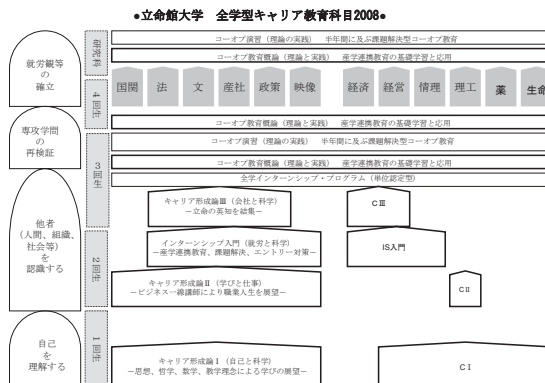 ●立命館大学 全学型キャリア教育科目2008●
就労観等
の
確立
専攻学問
の
再検証
他者
(人間、組織、
社会等)
を
認識する
自己
を
理解する
研究科
4回生
3回生
2回生
1回生
コーオプ演習(理論の実践) 半年間に及ぶ課題解決型コーオプ教育
コーオプ教育概論(理論と実践) 産学連携教育の基礎学習と応用
国関 法 文 産社 政策 映像 経済 経営 情理 理工 薬 生命
コーオプ教育概論(理論と実践) 産学連携教育の基礎学習と応用
コーオプ演習(理論の実践) 半年間に及ぶ課題解決型コーオプ教育
コーオプ教育概論(理論と実践) 産学連携教育の基礎学習と応用
全学インターンシップ・プログラム(単位認定型)
キャリア形成論Ⅲ(会社と科学)
-立命の英知を結集-
CⅢ
インターンシップ入門(就労と科学)
-産学連携教育、課題解決、エントリー対策-
IS入門
キャリア形成論Ⅱ(学びと仕事)
-ビジネス一線講師により職業人生を展望-
CⅡ
キャリア形成論Ⅰ(自己と科学)
-思想、哲学、数学、教学理念による学びの展望-
CⅠ